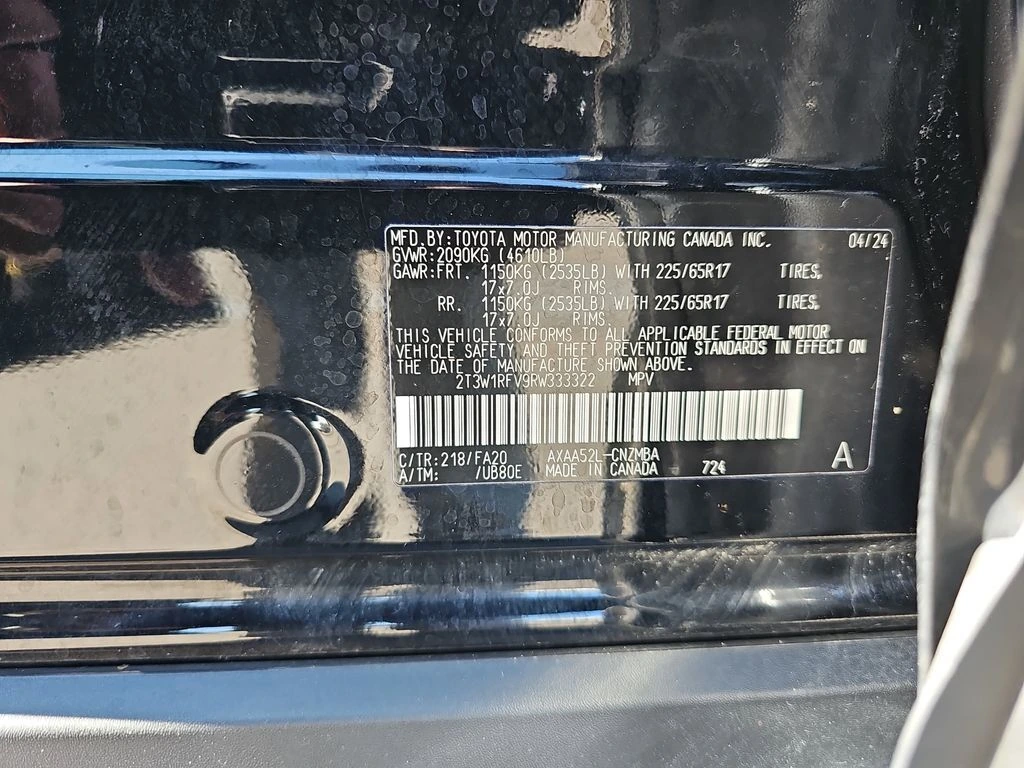 MFD. BY: TOYOTA MOTOR MANUFACTURING CANADA INC. 04/24
GVWR: 2090KG (4610LB)
GAWR: FRT. 1150KG (2535LB) WITH 225/65R17 TIRES,
17x7.0J RIMS.
RR. 1150KG (2535LB) WITH 225/65R17 TIRES,
17x7.0J RIMS.
THIS VEHICLE CONFORMS TO ALL APPLICABLE FEDERAL MOTOR
VEHICLE SAFETY AND THEFT PREVENTION STANDARDS IN EFFECT ON
THE DATE OF MANUFACTURE SHOWN ABOVE.
2T3W1RFV9RW333322 MPV
C/TR: 218/FA20 AXAA52L-CNZMBA
A/TM: /UB80E MADE IN CANADA 724 A